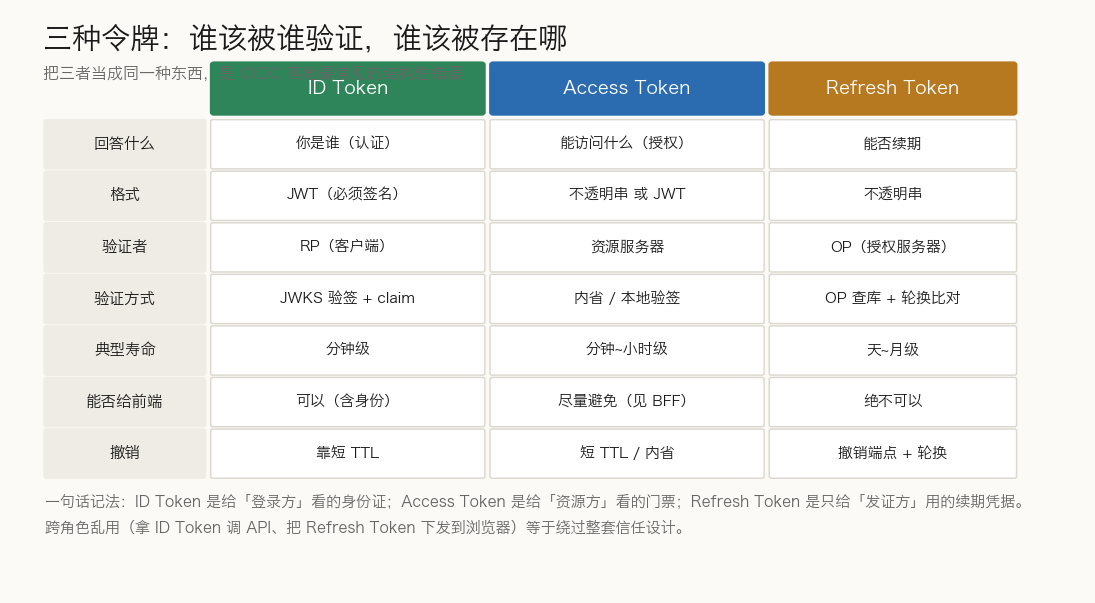 三种令牌：谁该被谁验证，谁该被存在哪
把三者当成同一种东西，
ID Token Access Token Refresh Token
回答什么 你是谁（认证） 能访问什么（授权） 能否续期
格式 JWT（必须签名） 不透明串 或 JWT 不透明串
验证者 RP（客户端） 资源服务器 OP（授权服务器）
验证方式 JWKS 验签 + claim 内省 / 本地验签 OP 查库 + 轮换比对
典型寿命 分钟级 分钟~小时级 天~月级
能否给前端 可以（含身份） 尽量避免（见 BFF） 绝不可以
撤销 靠短 TTL 短 TTL / 内省 撤销端点 + 轮换
一句话记法：ID Token 是给「登录方」看的身份证；Access Token 是给「资源方」看的门票；Refresh Token 是只给「发证方」用的续期凭据。
跨角色乱用（拿 ID Token 调 API、把 Refresh Token 下发到浏览器）等于绕过整套信任设计。